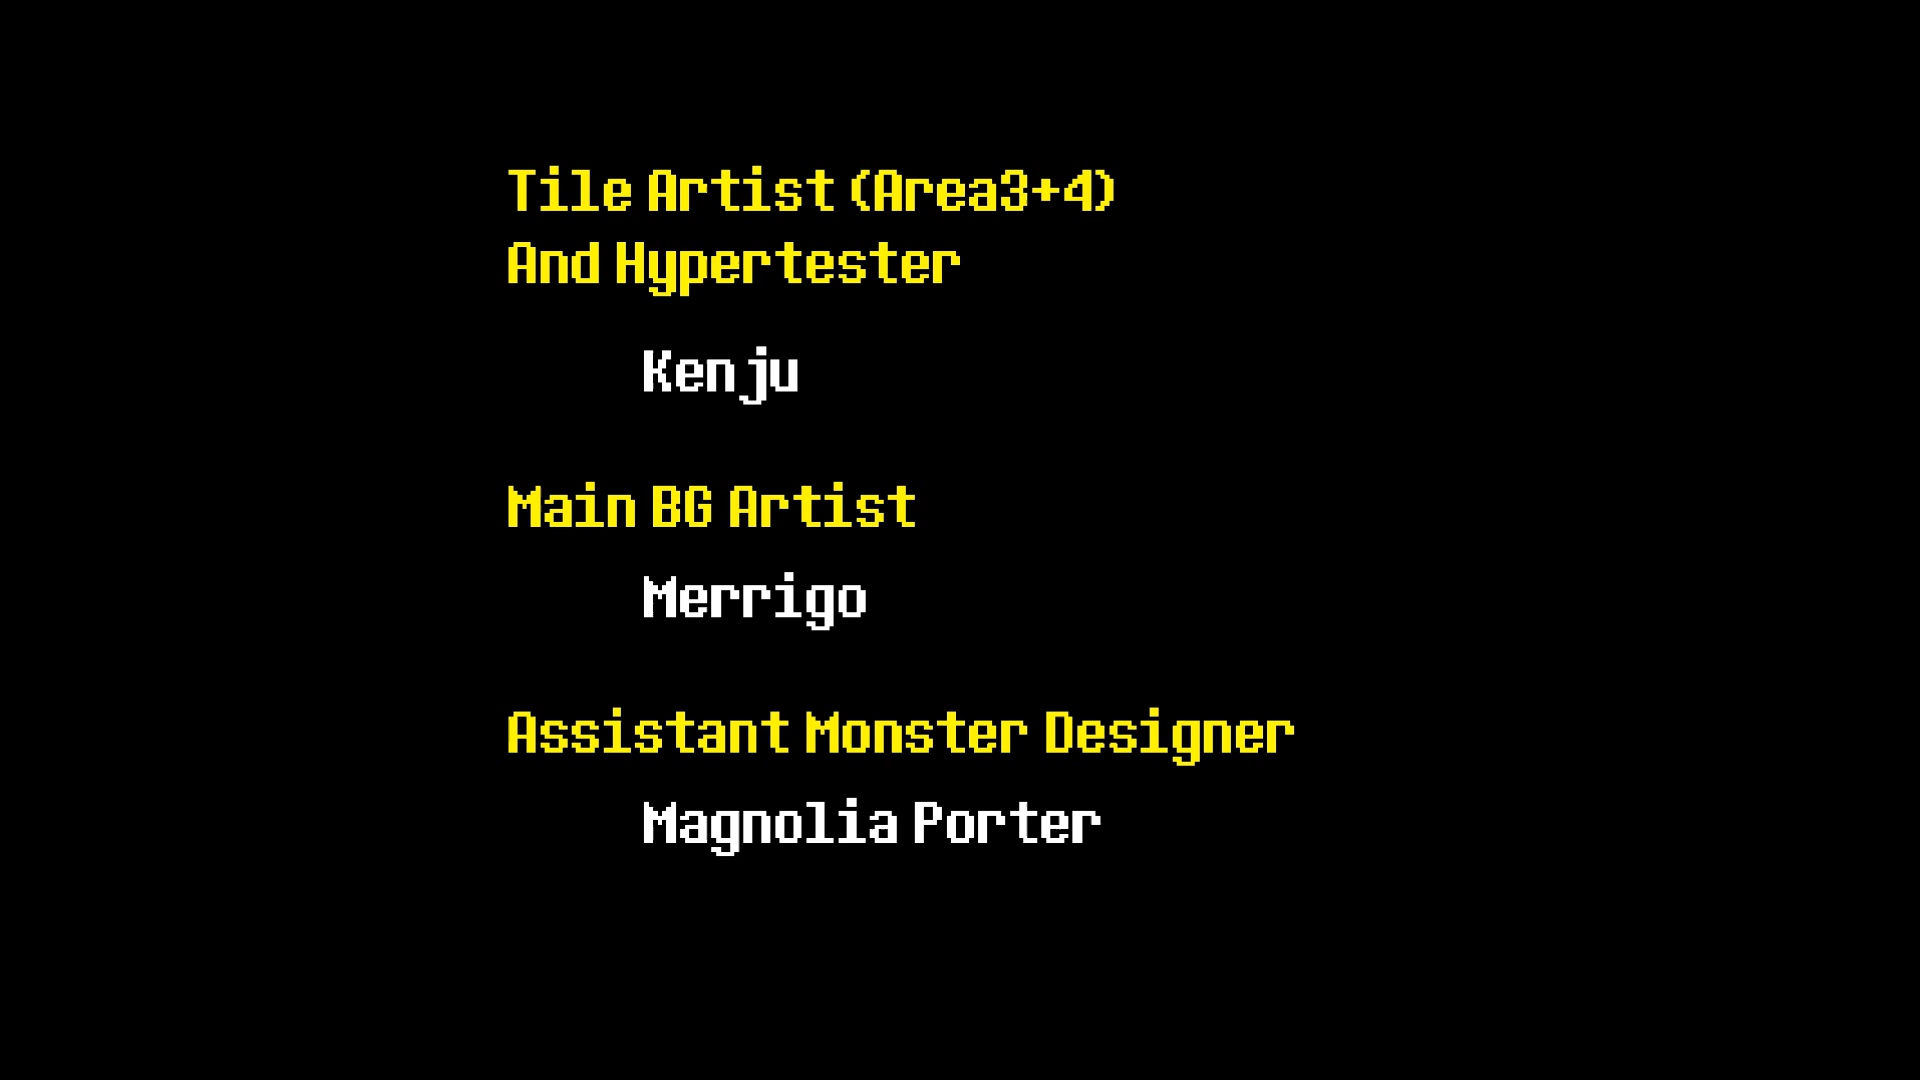 Tile Artist (Area3+4)
And Hypertester
Kenju
Main BG Artist
Merrigo
Assistant Monster Designer
Magnolia Porter